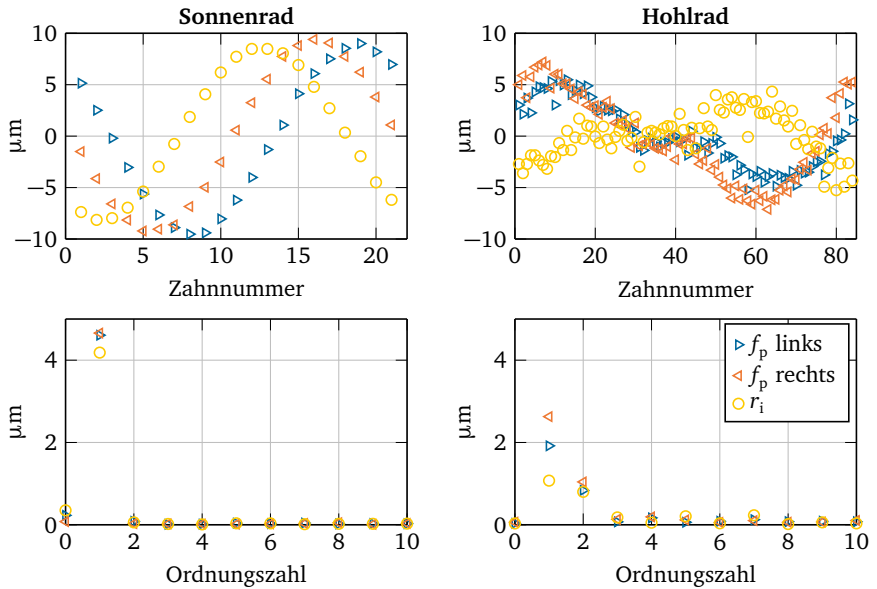 Sonnenrad
10
5
0
−5
−10
µm
0 5 10 15 20
Zahnnummer
Hohlrad
10
5
0
−5
−10
µm
0 20 40 60 80
Zahnnummer
4
2
0
µm
0 2 4 6 8 10
Ordnungszahl
4
2
0
µm
0 2 4 6 8 10
Ordnungszahl
fp links
fp rechts
ri